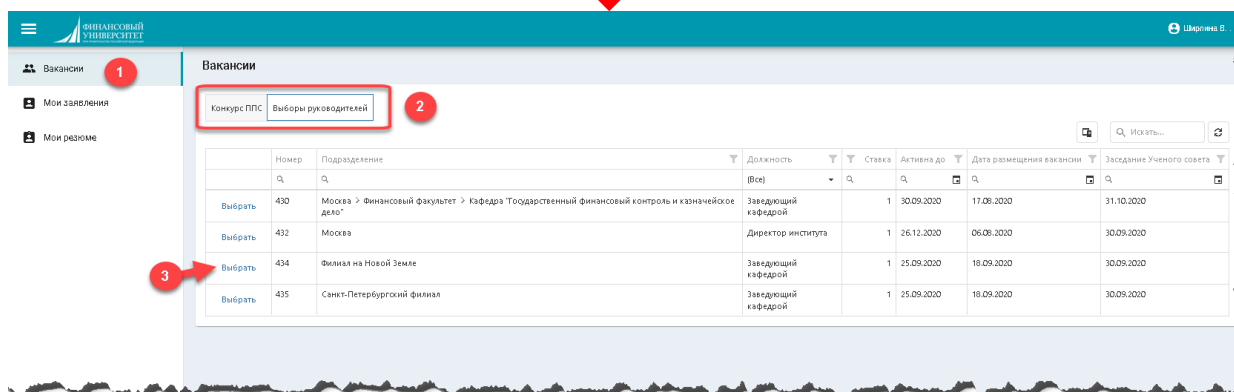 ФИНАНСОВЫЙ
УНИВЕРСИТЕТ
Ширлина В. .
Вакансии
1
Мои заявления
Мои резюме
Вакансии
Конкурс ППС
Выборы руководителей
2
Искать...
Номер Подразделение Должность Ставка Активна до Дата размещения вакансии Заседание Ученого совета
(Все)
Выбрать 430 Москва > Финансовый факультет > Кафедра "Государственный финансовый контроль и казначейское дело" Заведующий кафедрой 1 30.09.2020 17.08.2020 31.10.2020
Выбрать 432 Москва Директор института 1 26.12.2020 06.08.2020 30.09.2020
3
Выбрать 434 Филиал на Новой Земле Заведующий кафедрой 1 25.09.2020 18.09.2020 30.09.2020
Выбрать 435 Санкт-Петербургский филиал Заведующий кафедрой 1 25.09.2020 18.09.2020 30.09.2020